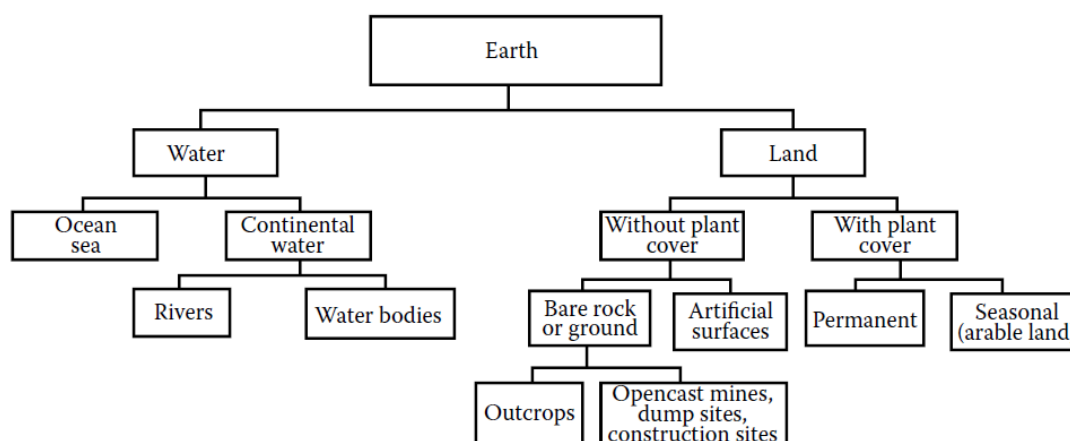 Earth
Water
Land
Ocean
sea
Continental
water
Without plant
cover
With plant
cover
Rivers
Water bodies
Bare rock
or ground
Artificial
surfaces
Permanent
Seasonal
(arable land
Outcrops
Opencast mines,
dump sites,
construction sites